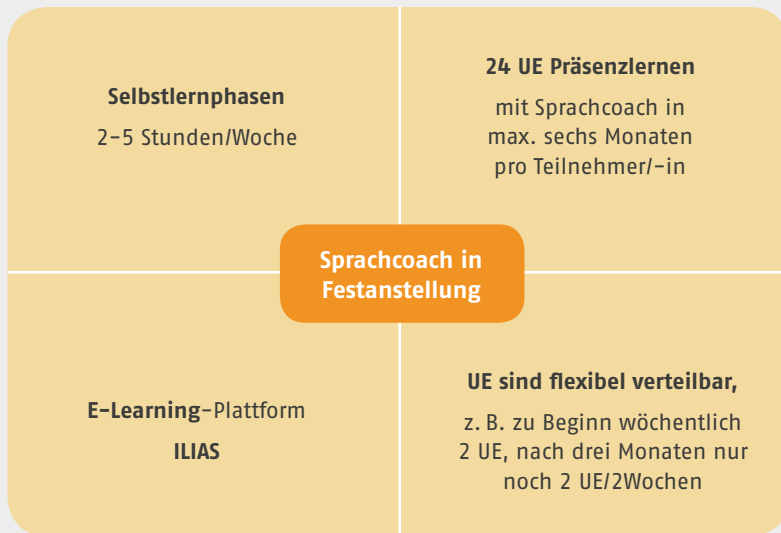 Selbstlernphasen
2–5 Stunden/Woche
24 UE Präsenzlernen
mit Sprachcoach in
max. sechs Monaten
pro Teilnehmer/-in
Sprachcoach in
Festanstellung
E-Learning-Plattform
ILIAS
UE sind flexibel verteilbar,
z. B. zu Beginn wöchentlich
2 UE, nach drei Monaten nur
noch 2 UE/2Wochen